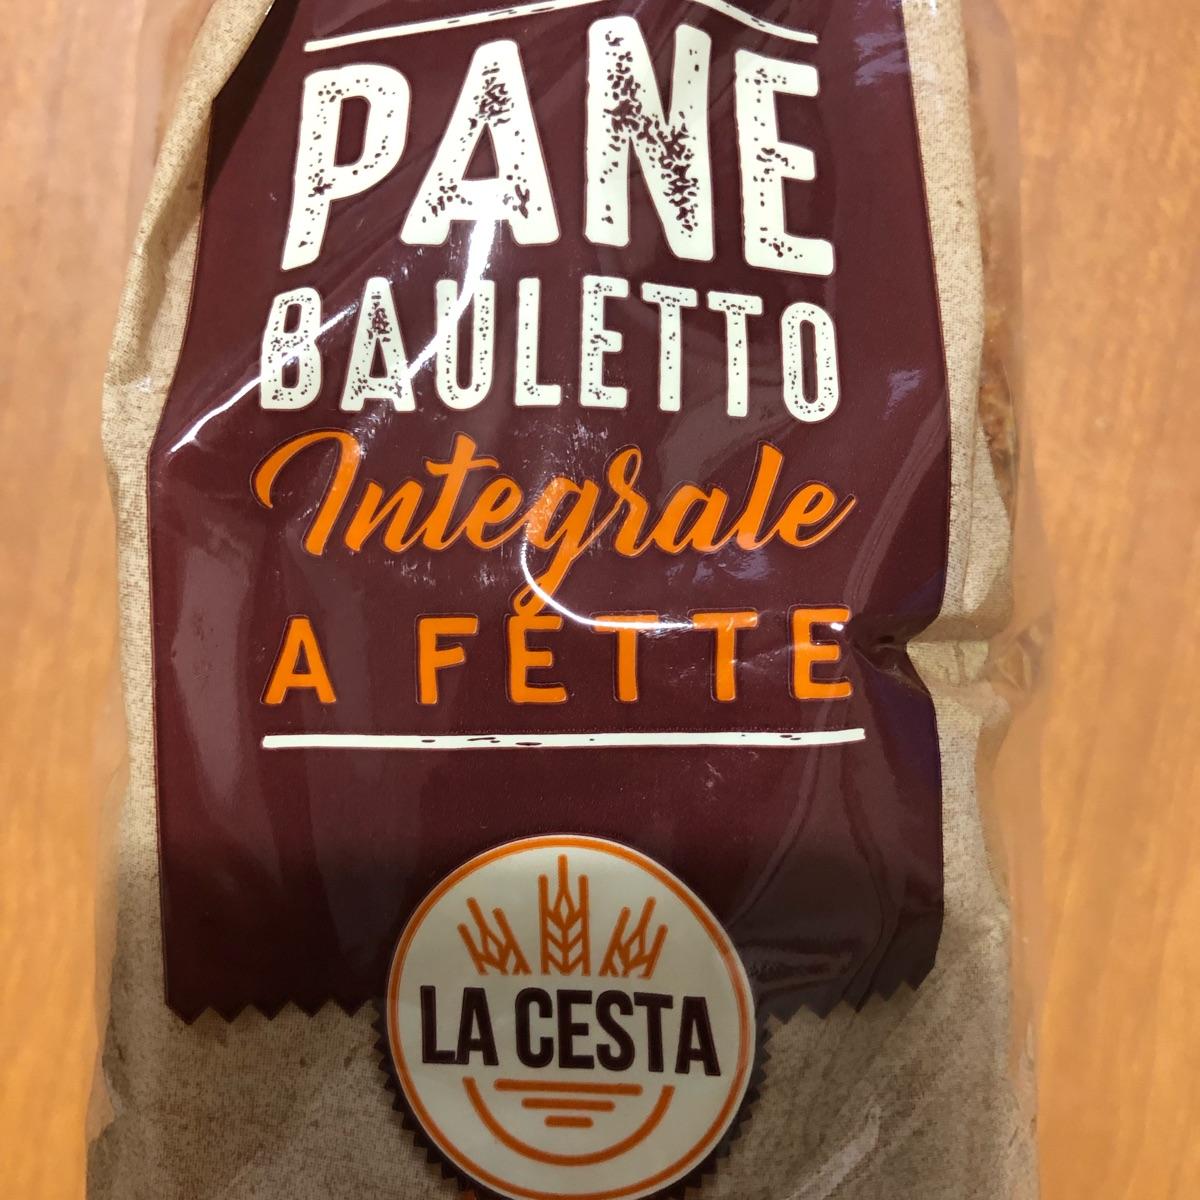 PANE
BAULETTO
Integrale
A FETTE
LA CESTA